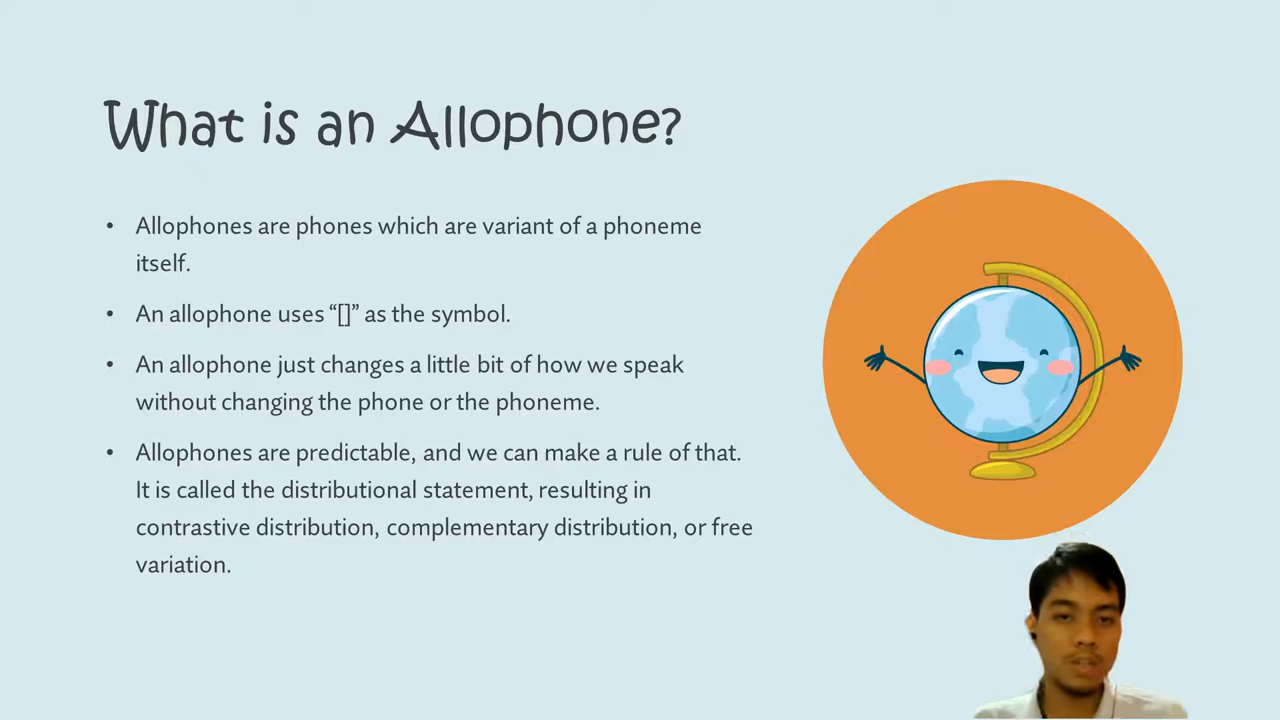 What is an Allophone?
• Allophones are phones which are variant of a phoneme
itself.
• An allophone uses “[]” as the symbol.
• An allophone just changes a little bit of how we speak
without changing the phone or the phoneme.
• Allophones are predictable, and we can make a rule of that.
It is called the distributional statement, resulting in
contrastive distribution, complementary distribution, or free
variation.